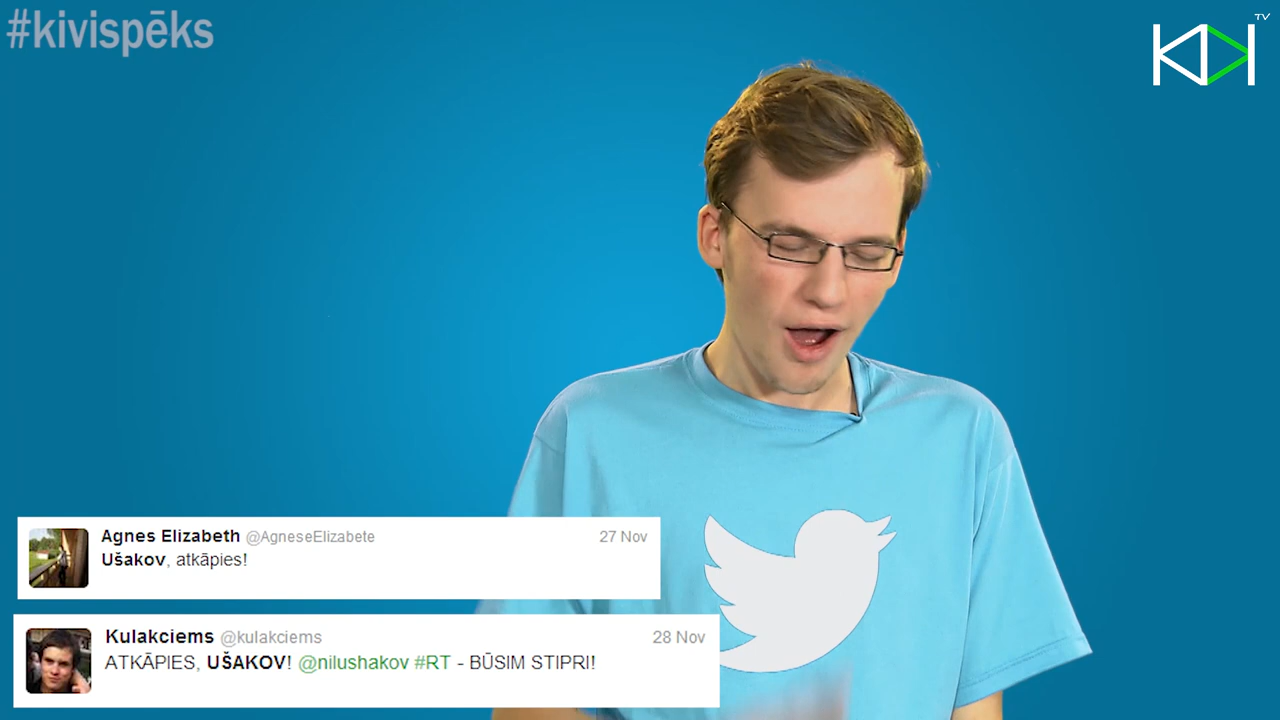 #kivispēks
TV
Agnes Elizabeth @AgneseElizabete 27 Nov
Ušakov, atkāpies!
Kulakciems @kulakciems 28 Nov
ATKĀPIES, UŠAKOV! @nilushakov #RT - BŪSIM STIPRI!